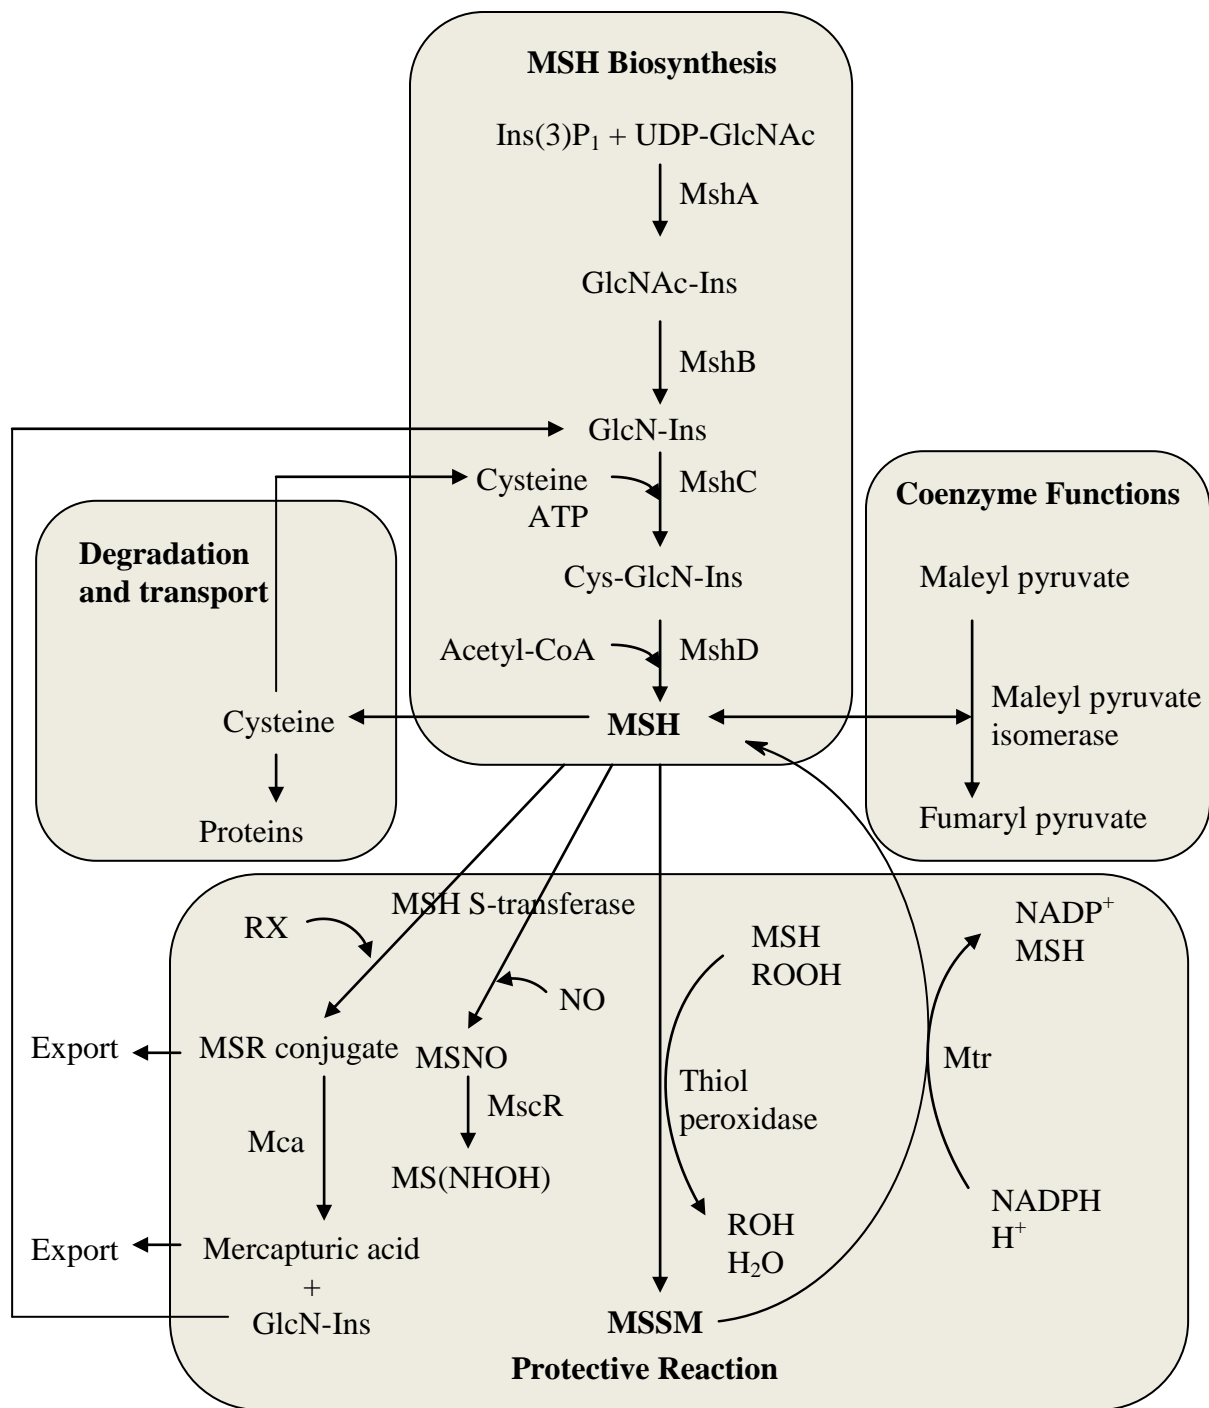 MSH Biosynthesis
Ins(3)P₁ + UDP-GlcNAc
MshA
GlcNAc-Ins
MshB
GlcN-Ins
Cysteine
ATP
MshC
Cys-GlcN-Ins
Acetyl-CoA
MshD
MSH
Degradation
and transport
Cysteine
Proteins
Coenzyme Functions
Maleyl pyruvate
Maleyl pyruvate
isomerase
Fumaryl pyruvate
MSH S-transferase
RX
NO
MSH
ROOH
NADP⁺
MSH
Export
MSR conjugate
MSNO
Mtr
Thiol
peroxidase
MscR
Mca
MS(NHOH)
NADPH
H⁺
ROH
H₂O
Export
Mercapturic acid
+
GlcN-Ins
MSSM
Protective Reaction